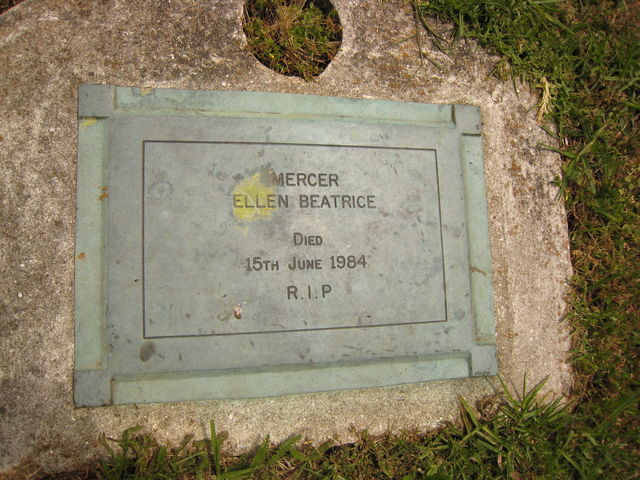 MERCER
ELLEN BEATRICE
DIED
15TH JUNE 1984
R.I.P